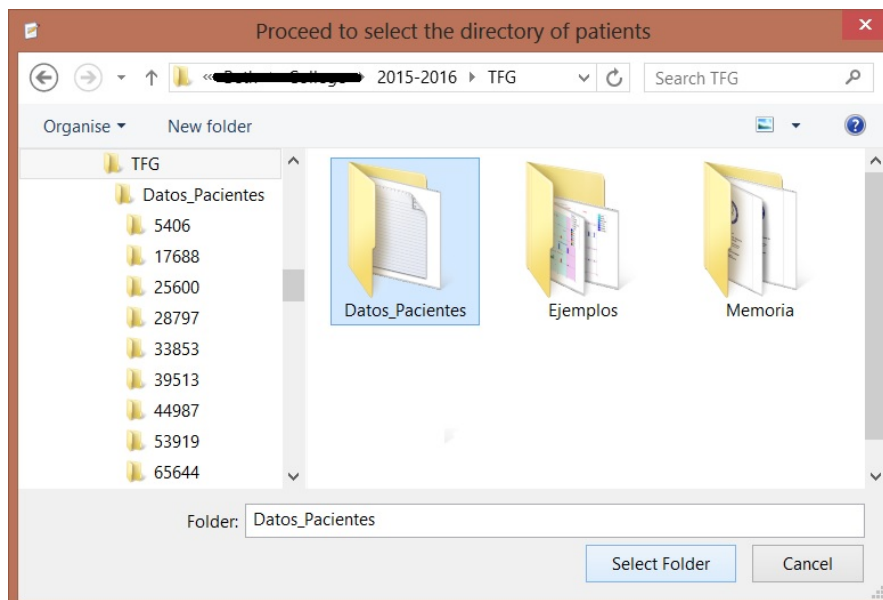 Proceed to select the directory of patients
2015-2016 TFG Search TFG
Organise New folder
TFG
Datos_Pacientes
5406
17688
25600
28797
33853
39513
44987
53919
65644
Datos_Pacientes Ejemplos Memoria
Folder: Datos_Pacientes
Select Folder Cancel